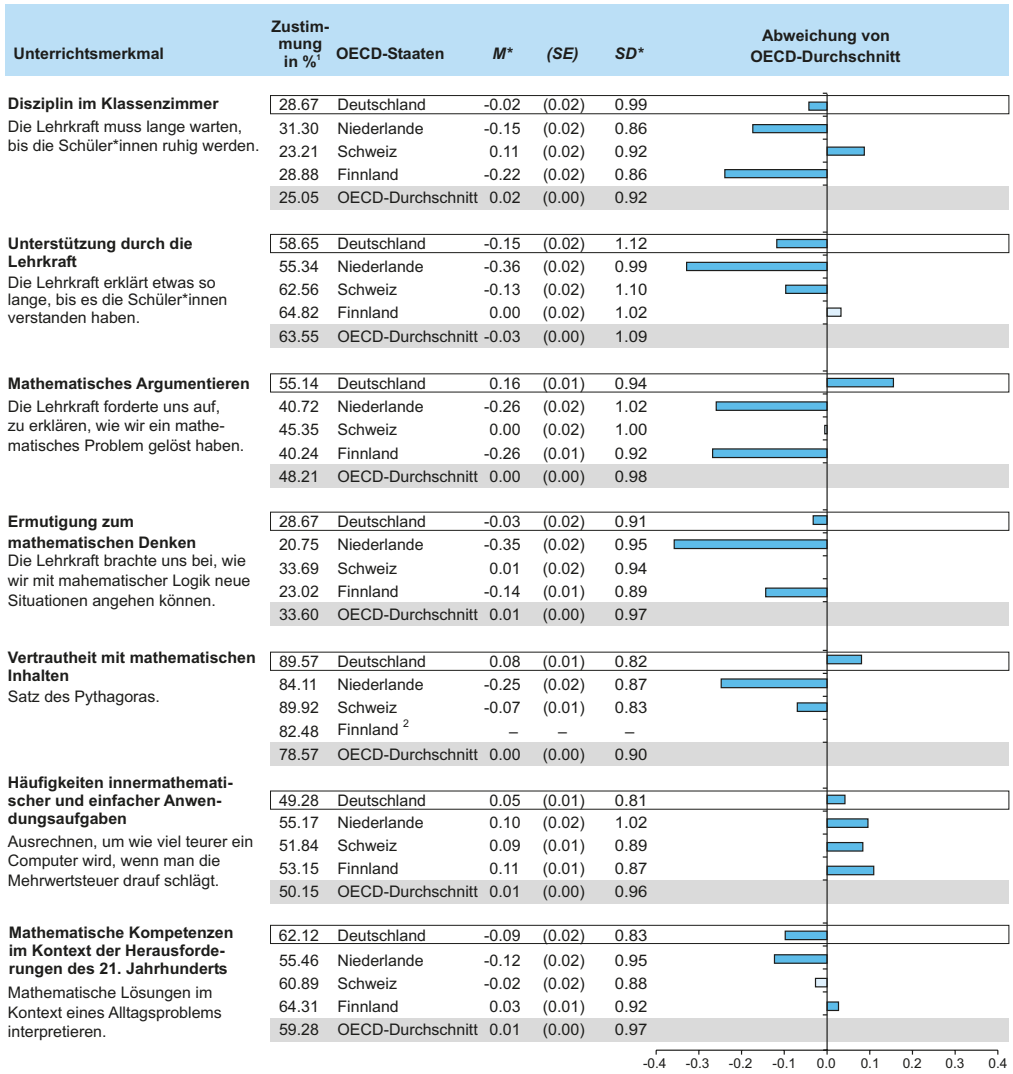 Unterrichtsmerkmal Zustim-
mung
in %¹ OECD-Staaten M* (SE) SD* Abweichung von
OECD-Durchschnitt
Disziplin im Klassenzimmer
Die Lehrkraft muss lange warten,
bis die Schüler*innen ruhig werden.
28.67 Deutschland -0.02 (0.02) 0.99
31.30 Niederlande -0.15 (0.02) 0.86
23.21 Schweiz 0.11 (0.02) 0.92
28.88 Finnland -0.22 (0.02) 0.86
25.05 OECD-Durchschnitt 0.02 (0.00) 0.92
Unterstützung durch die
Lehrkraft
Die Lehrkraft erklärt etwas so
lange, bis es die Schüler*innen
verstanden haben.
58.65 Deutschland -0.15 (0.02) 1.12
55.34 Niederlande -0.36 (0.02) 0.99
62.56 Schweiz -0.13 (0.02) 1.10
64.82 Finnland 0.00 (0.02) 1.02
63.55 OECD-Durchschnitt -0.03 (0.00) 1.09
Mathematisches Argumentieren
Die Lehrkraft forderte uns auf,
zu erklären, wie wir ein mathe-
matisches Problem gelöst haben.
55.14 Deutschland 0.16 (0.01) 0.94
40.72 Niederlande -0.26 (0.02) 1.02
45.35 Schweiz 0.00 (0.02) 1.00
40.24 Finnland -0.26 (0.01) 0.92
48.21 OECD-Durchschnitt 0.00 (0.00) 0.98
Ermutigung zum
mathematischen Denken
Die Lehrkraft brachte uns bei, wie
wir mit mahematischer Logik neue
Situationen angehen können.
28.67 Deutschland -0.03 (0.02) 0.91
20.75 Niederlande -0.35 (0.02) 0.95
33.69 Schweiz 0.01 (0.02) 0.94
23.02 Finnland -0.14 (0.01) 0.89
33.60 OECD-Durchschnitt 0.01 (0.00) 0.97
Vertrautheit mit mathematischen
Inhalten
Satz des Pythagoras.
89.57 Deutschland 0.08 (0.01) 0.82
84.11 Niederlande -0.25 (0.02) 0.87
89.92 Schweiz -0.07 (0.01) 0.83
82.48 Finnland ² – – –
78.57 OECD-Durchschnitt 0.00 (0.00) 0.90
Häufigkeiten innermathemati-
scher und einfacher Anwen-
dungsaufgaben
Ausrechnen, um wie viel teurer ein
Computer wird, wenn man die
Mehrwertsteuer drauf schlägt.
49.28 Deutschland 0.05 (0.01) 0.81
55.17 Niederlande 0.10 (0.02) 1.02
51.84 Schweiz 0.09 (0.01) 0.89
53.15 Finnland 0.11 (0.01) 0.87
50.15 OECD-Durchschnitt 0.01 (0.00) 0.96
Mathematische Kompetenzen
im Kontext der Herausforde-
rungen des 21. Jahrhunderts
Mathematische Lösungen im
Kontext eines Alltagsproblems
interpretieren.
62.12 Deutschland -0.09 (0.02) 0.83
55.46 Niederlande -0.12 (0.02) 0.95
60.89 Schweiz -0.02 (0.02) 0.88
64.31 Finnland 0.03 (0.01) 0.92
59.28 OECD-Durchschnitt 0.01 (0.00) 0.97
-0.4 -0.3 -0.2 -0.1 0.0 0.1 0.2 0.3 0.4